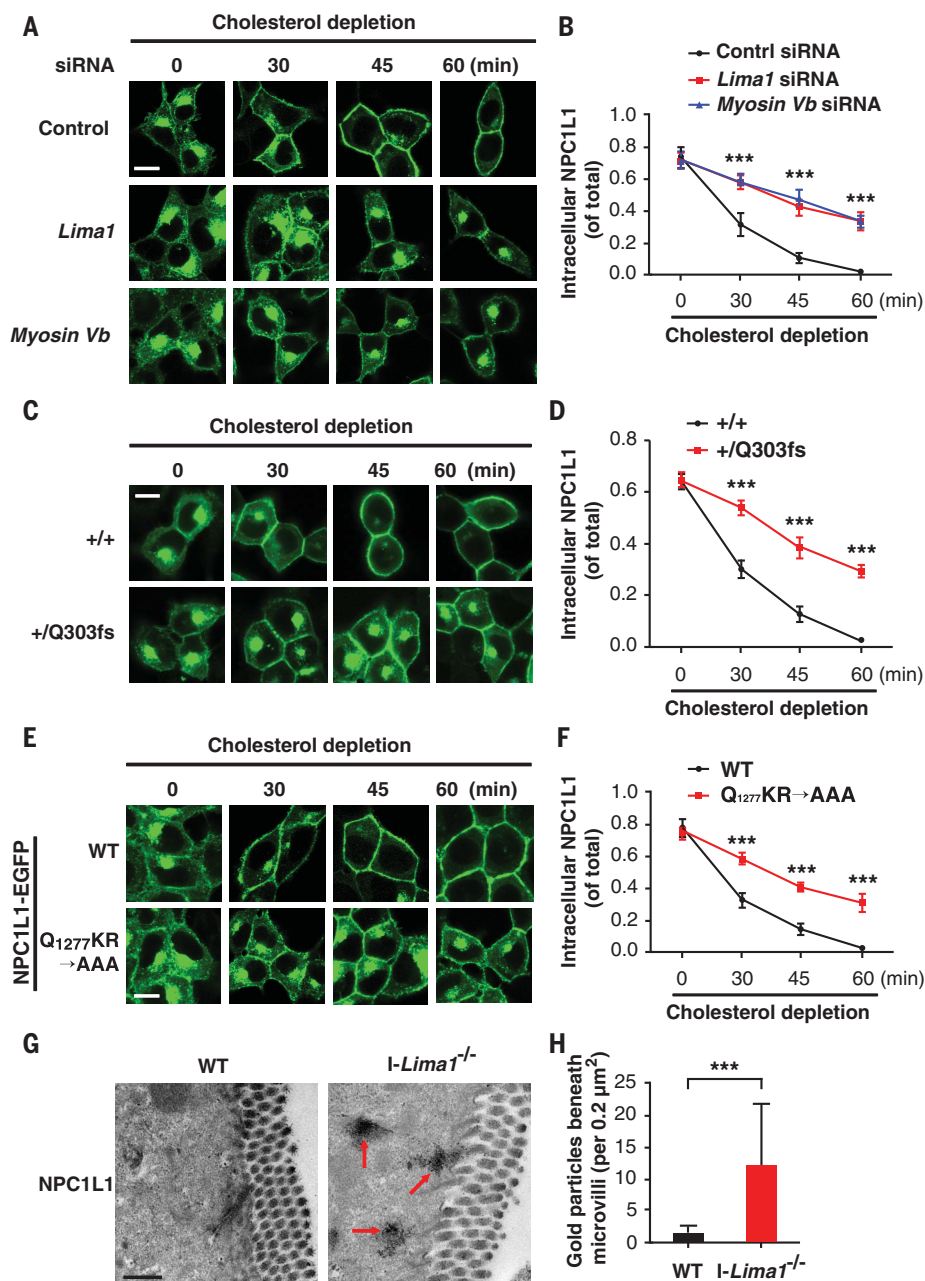 A
Cholesterol depletion
siRNA 0 30 45 60 (min)
Control
Lima1
Myosin Vb
B
Contrl siRNA
Lima1 siRNA
Myosin Vb siRNA
Intracellular NPC1L1
(of total)
1.0
0.8
0.6
0.4
0.2
0.0
*** *** ***
0 30 45 60 (min)
Cholesterol depletion
C
Cholesterol depletion
0 30 45 60 (min)
+/+
+/Q303fs
D
+/+
+/Q303fs
Intracellular NPC1L1
(of total)
0.8
0.6
0.4
0.2
0.0
*** *** ***
0 30 45 60 (min)
Cholesterol depletion
E
Cholesterol depletion
0 30 45 60 (min)
NPC1L1-EGFP
WT
Q₁₂₇₇KR
→AAA
F
WT
Q₁₂₇₇KR→AAA
Intracellular NPC1L1
(of total)
1.0
0.8
0.6
0.4
0.2
0.0
*** *** ***
0 30 45 60 (min)
Cholesterol depletion
G
WT I-Lima1⁻/⁻
NPC1L1
H
Gold particles beneath
microvilli (per 0.2 µm²)
25
20
15
10
5
0
***
WT I-Lima1⁻/⁻